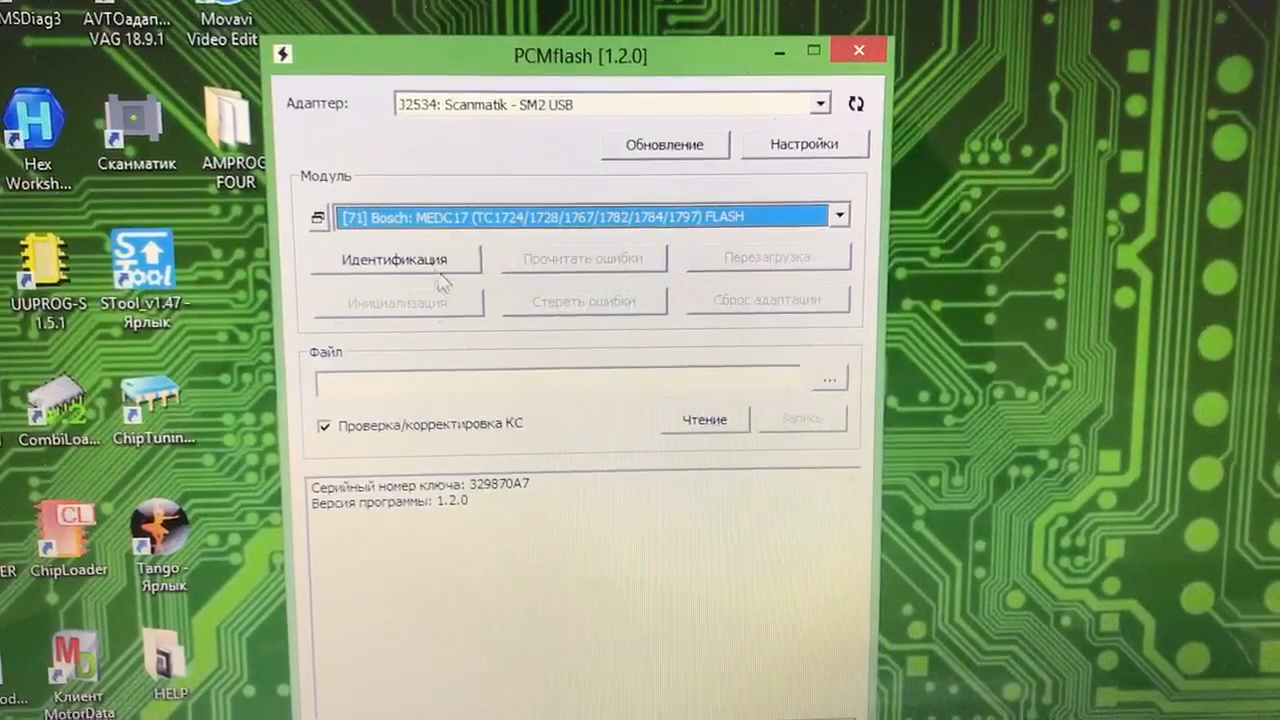 MSDiag3
AVTOадап...
VAG 18.9.1
Movavi
Video Edit
Hex
Worksh...
Сканматик
AMPROG
FOUR
UUPROG-S
1.5.1
STool_v1.47 -
Ярлык
CombiLoa...
ChipTunin...
ER
CL
ChipLoader
Tango -
Ярлык
MD
Клиент
MotorData
HELP
od...
PCMflash [1.2.0]
Адаптер:
J2534: Scanmatik - SM2 USB
Обновление
Настройки
Модуль
[71] Bosch: MEDC17 (TC1724/1728/1767/1782/1784/1797) FLASH
Идентификация
Прочитать ошибки
Перезагрузка
Инициализация
Стереть ошибки
Сброс адаптации
Файл
...
Проверка/корректировка КС
Чтение
Запись
Серийный номер ключа: 329870A7
Версия программы: 1.2.0